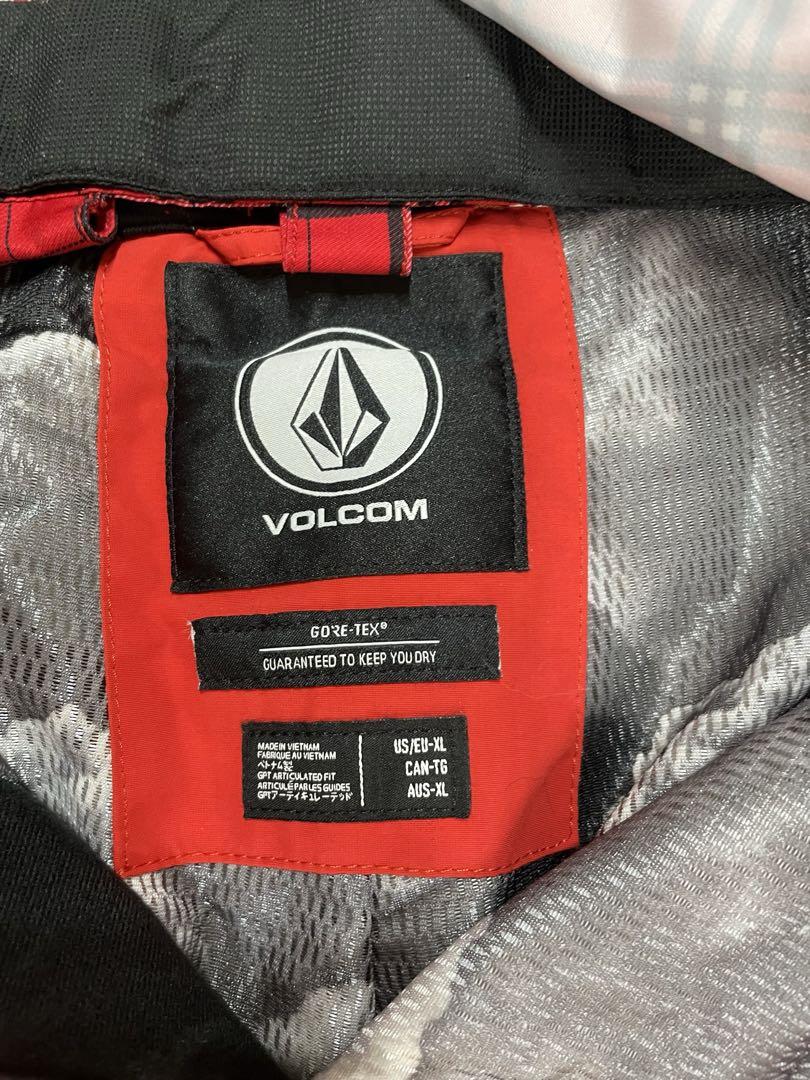 VOLCOM
GORE-TEX®
GUARANTEED TO KEEP YOU DRY
MADE IN VIETNAM
FABRIQUE AU VIETNAM
ベトナム製
GPT ARTICULATED FIT
ARTICULÉ PAR LES GUIDES
GPTアーティキュレーテッド
US/EU-XL
CAN-TG
AUS-XL